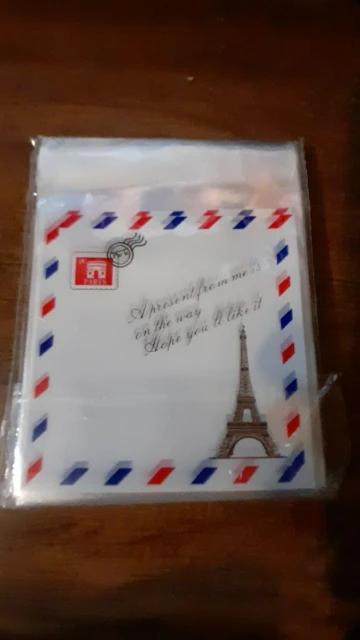 PARIS
A present from me is
on the way
Hope you'll like it